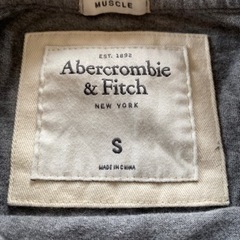 MUSCLE
EST. 1892
Abercrombie
& Fitch
NEW YORK
S
MADE IN CHINA